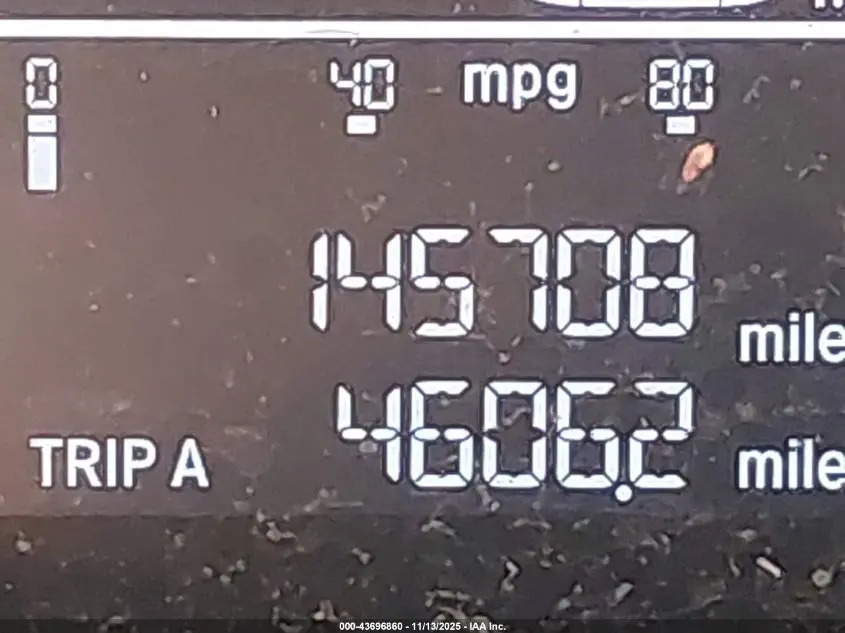 0 40 mpg 80
145708
mile
4606.2
TRIP A mile
000-43696860 - 11/13/2025 - IAA Inc.